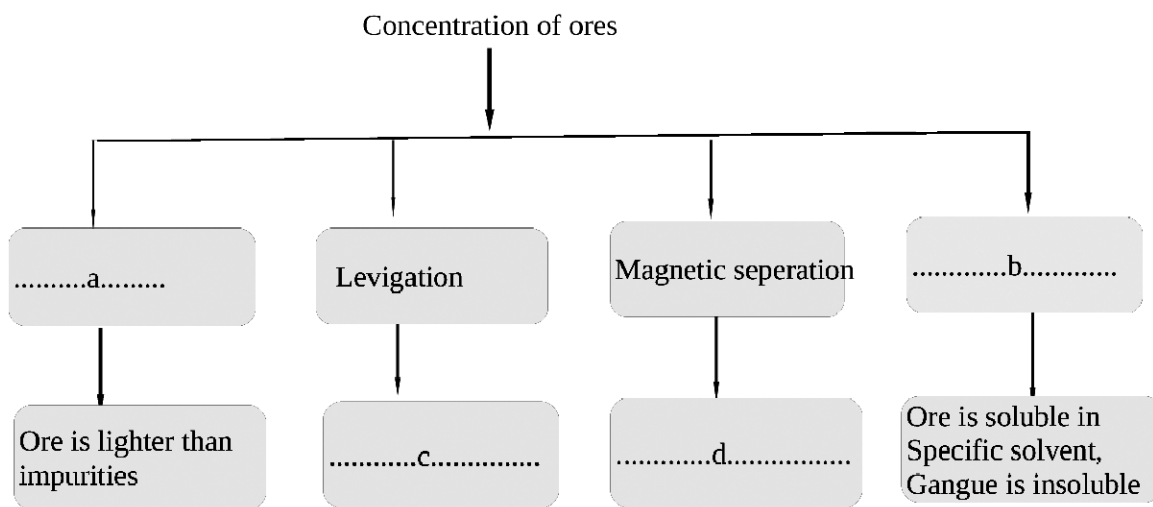 Concentration of ores
..........a.........
Levigation
Magnetic seperation
.............b.............
Ore is lighter than
impurities
............c...............
.............d.................
Ore is soluble in
Specific solvent,
Gangue is insoluble